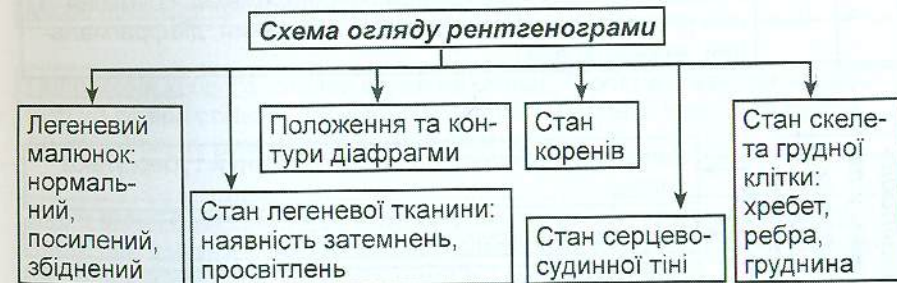 Схема огляду рентгенограми
Легеневий
малюнок:
нормаль-
ний,
посилений,
збіднений
Стан легеневої тканини:
наявність затемнень,
просвітлень
Положення та кон-
тури діафрагми
Стан
коренів
Стан серцево-
судинної тіні
Стан скеле-
та грудної
клітки:
хребет,
ребра,
груднина